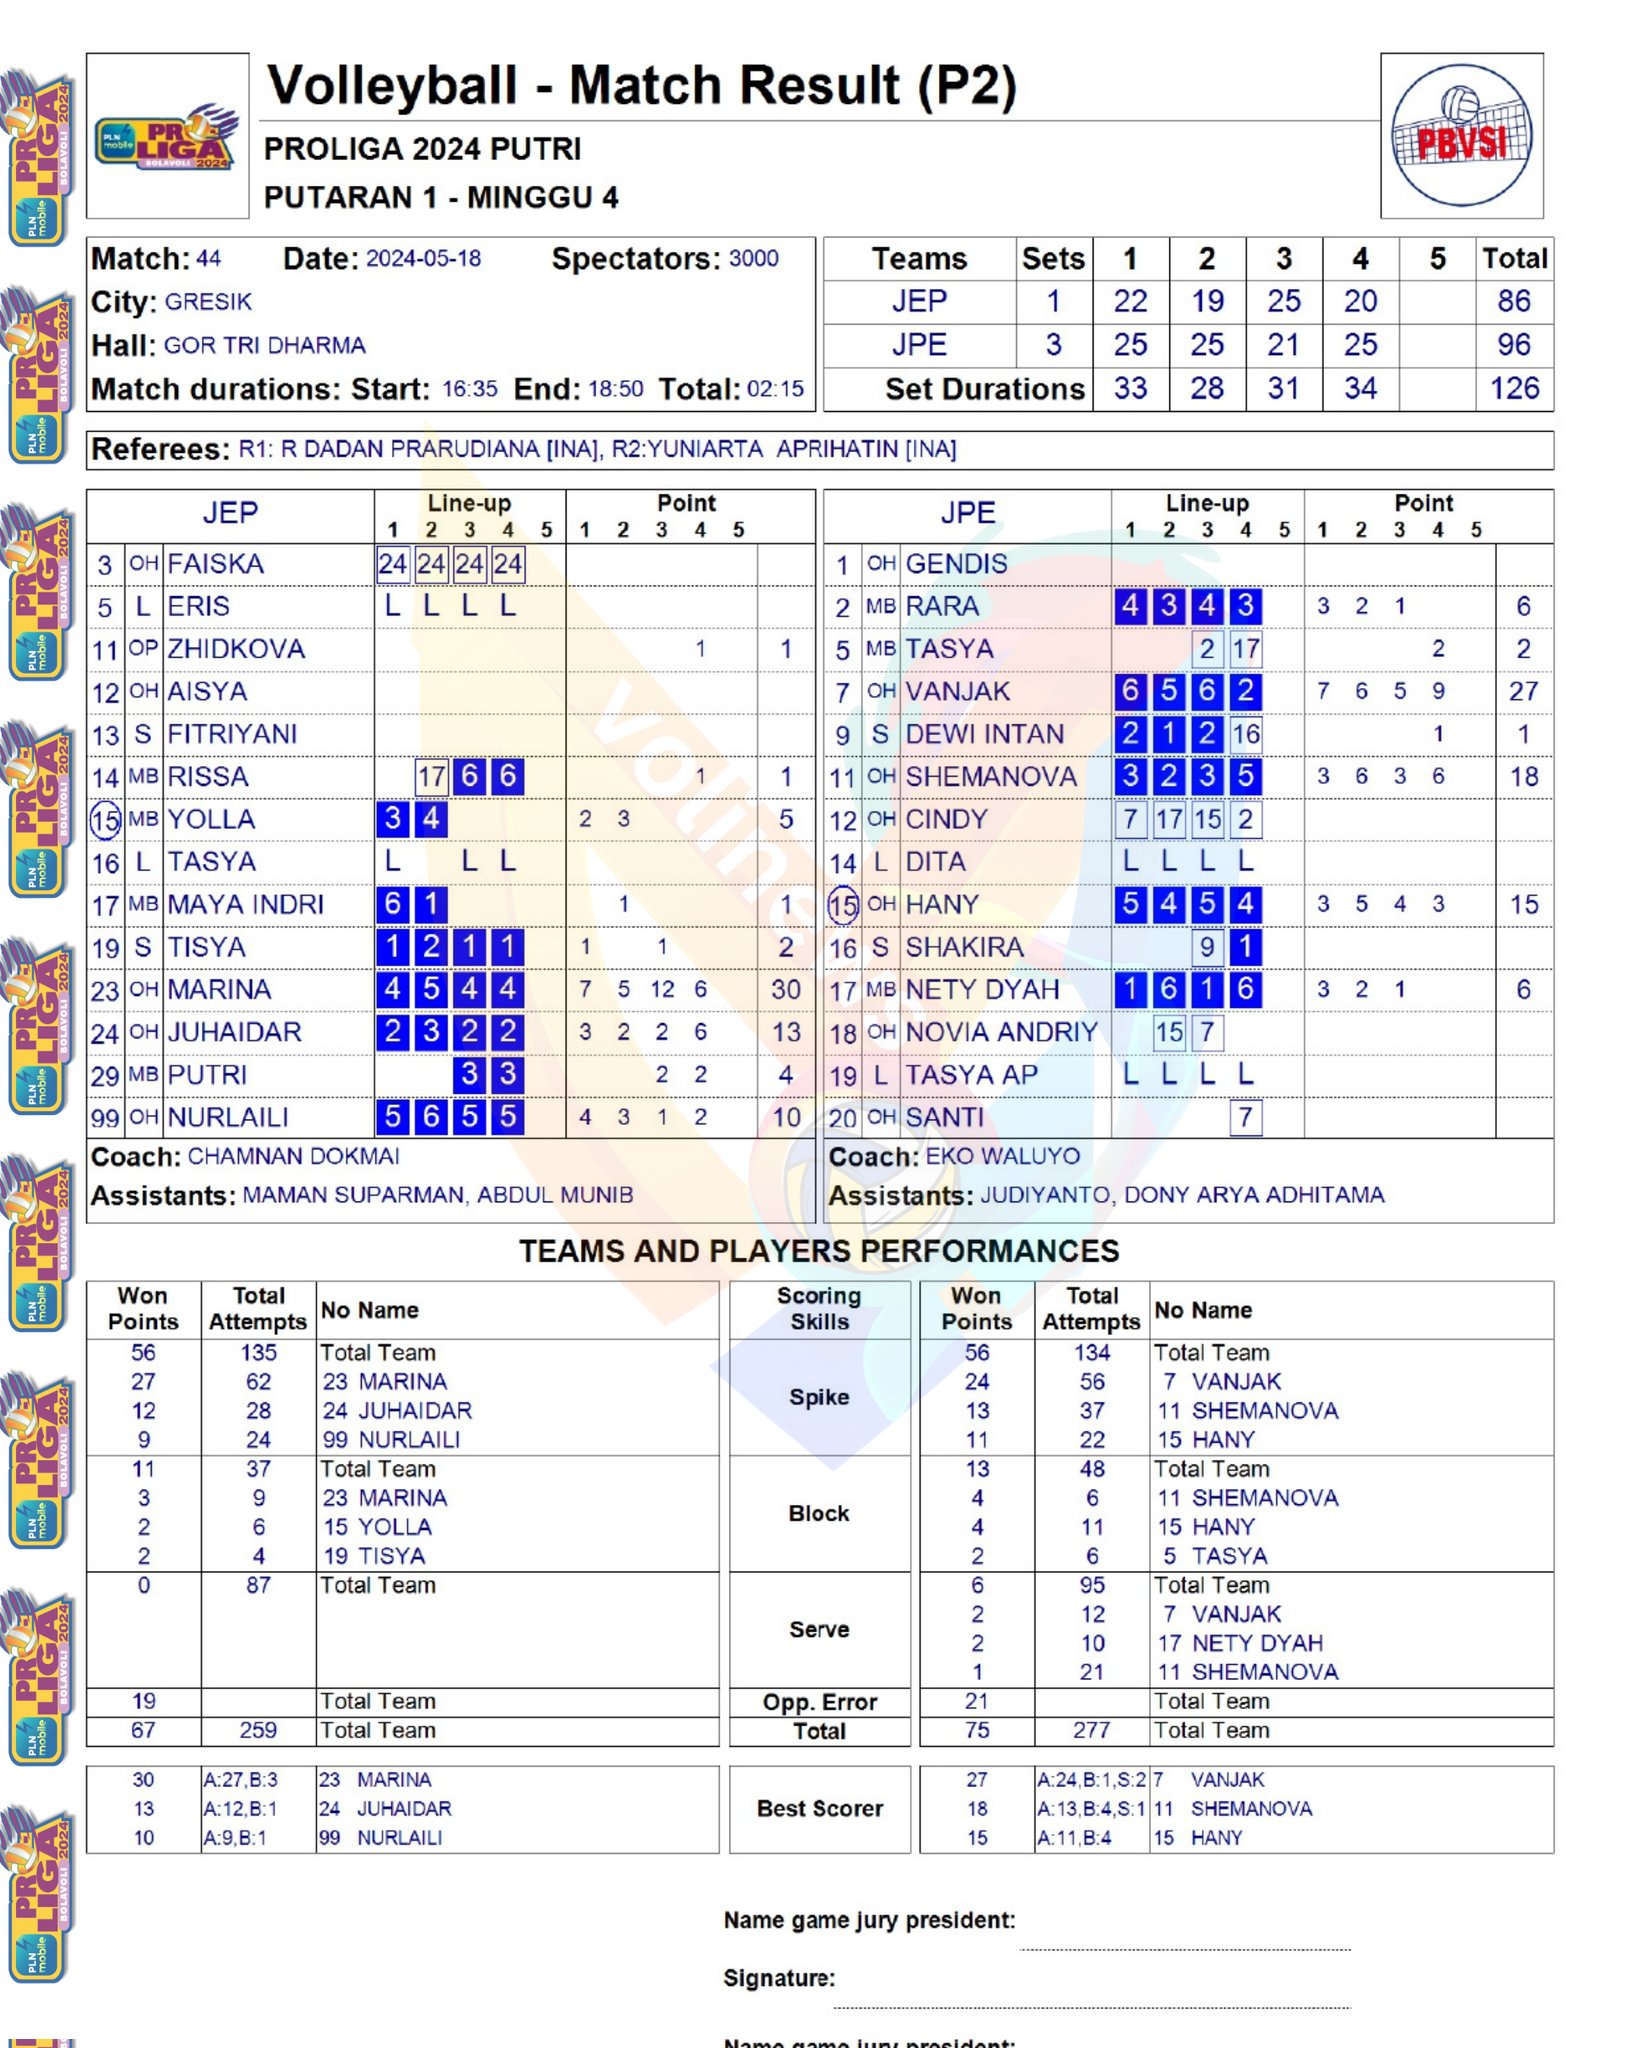 Volleyball - Match Result (P2)
PROLIGA 2024 PUTRI
PUTARAN 1 - MINGGU 4
PLN mobile PROLIGA BOLAVOLI 2024
PBVSI
Match: 44 Date: 2024-05-18 Spectators: 3000
City: GRESIK
Hall: GOR TRI DHARMA
Match durations: Start: 16:35 End: 18:50 Total: 02:15
Teams Sets 1 2 3 4 5 Total
JEP 1 22 19 25 20 86
JPE 3 25 25 21 25 96
Set Durations 33 28 31 34 126
Referees: R1: R DADAN PRARUDIANA [INA], R2:YUNIARTA APRIHATIN [INA]
JEP Line-up Point
1 2 3 4 5 1 2 3 4 5
3 OH FAISKA 24 24 24 24
5 L ERIS L L L L
11 OP ZHIDKOVA 1 1
12 OH AISYA
13 S FITRIYANI
14 MB RISSA 17 6 6 1 1
15 MB YOLLA 3 4 2 3 5
16 L TASYA L L L
17 MB MAYA INDRI 6 1 1 1
19 S TISYA 1 2 1 1 1 1 2
23 OH MARINA 4 5 4 4 7 5 12 6 30
24 OH JUHAIDAR 2 3 2 2 3 2 2 6 13
29 MB PUTRI 3 3 2 2 4
99 OH NURLAILI 5 6 5 5 4 3 1 2 10
Coach: CHAMNAN DOKMAI
Assistants: MAMAN SUPARMAN, ABDUL MUNIB
JPE Line-up Point
1 2 3 4 5 1 2 3 4 5
1 OH GENDIS
2 MB RARA 4 3 4 3 3 2 1 6
5 MB TASYA 2 17 2 2
7 OH VANJAK 6 5 6 2 7 6 5 9 27
9 S DEWI INTAN 2 1 2 16 1 1
11 OH SHEMANOVA 3 2 3 5 3 6 3 6 18
12 OH CINDY 7 17 15 2
14 L DITA L L L L
15 OH HANY 5 4 5 4 3 5 4 3 15
16 S SHAKIRA 9 1
17 MB NETY DYAH 1 6 1 6 3 2 1 6
18 OH NOVIA ANDRIY 15 7
19 L TASYA AP L L L L
20 OH SANTI 7
Coach: EKO WALUYO
Assistants: JUDIYANTO, DONY ARYA ADHITAMA
volinews
TEAMS AND PLAYERS PERFORMANCES
Won Points Total Attempts No Name Scoring Skills Won Points Total Attempts No Name
56 135 Total Team Spike 56 134 Total Team
27 62 23 MARINA 24 56 7 VANJAK
12 28 24 JUHAIDAR 13 37 11 SHEMANOVA
9 24 99 NURLAILI 11 22 15 HANY
11 37 Total Team Block 13 48 Total Team
3 9 23 MARINA 4 6 11 SHEMANOVA
2 6 15 YOLLA 4 11 15 HANY
2 4 19 TISYA 2 6 5 TASYA
0 87 Total Team Serve 6 95 Total Team
2 12 7 VANJAK
2 10 17 NETY DYAH
1 21 11 SHEMANOVA
19 Total Team Opp. Error 21 Total Team
67 259 Total Team Total 75 277 Total Team
30 A:27,B:3 23 MARINA Best Scorer 27 A:24,B:1,S:2 7 VANJAK
13 A:12,B:1 24 JUHAIDAR 18 A:13,B:4,S:1 11 SHEMANOVA
10 A:9,B:1 99 NURLAILI 15 A:11,B:4 15 HANY
Name game jury president:
Signature:
Name game jury president: